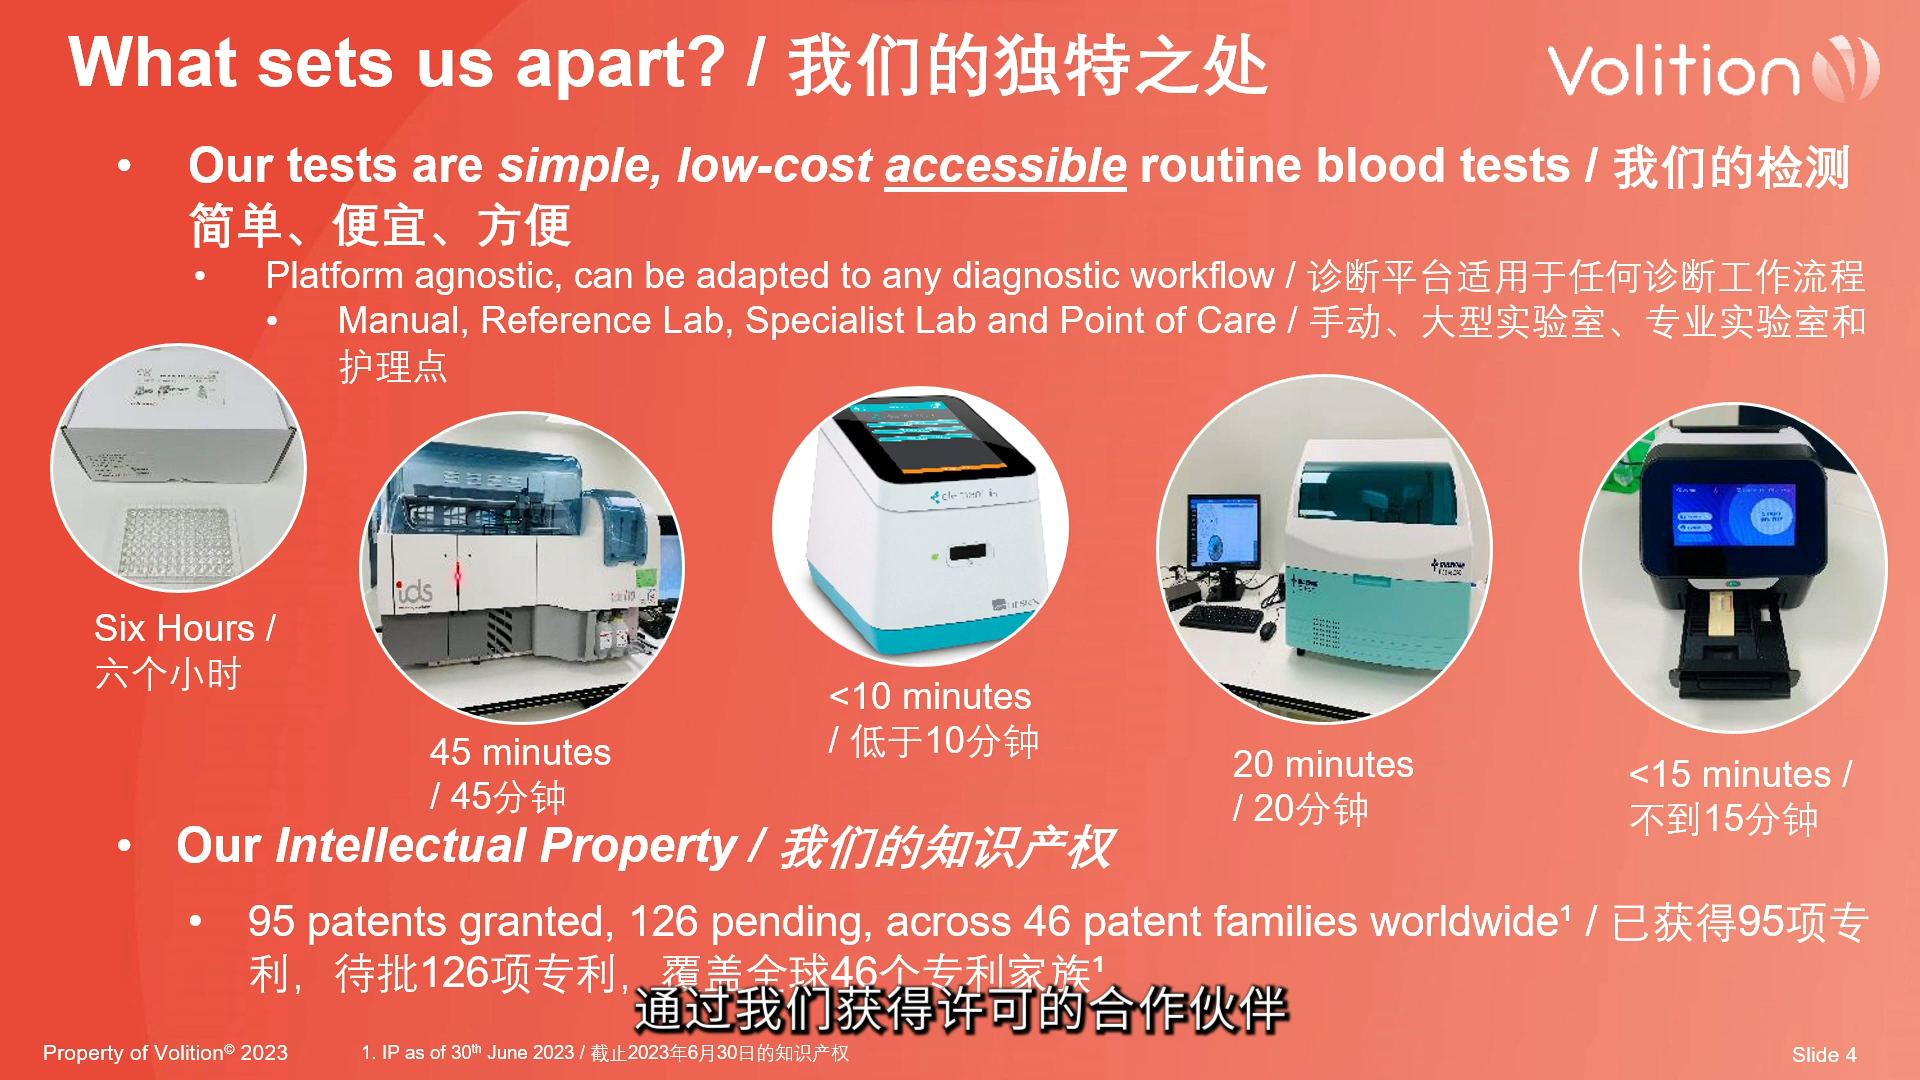 What sets us apart? / 我们的独特之处
Volition
• Our tests are simple, low-cost accessible routine blood tests / 我们的检测
简单、便宜、方便
• Platform agnostic, can be adapted to any diagnostic workflow / 诊断平台适用于任何诊断工作流程
• Manual, Reference Lab, Specialist Lab and Point of Care / 手动、大型实验室、专业实验室和
护理点
ids
Six Hours /
六个小时
45 minutes
/ 45分钟
<10 minutes
/ 低于10分钟
20 minutes
/ 20分钟
<15 minutes /
不到15分钟
• Our Intellectual Property / 我们的知识产权
• 95 patents granted, 126 pending, across 46 patent families worldwide¹ / 已获得95项专
利，待批126项专利，覆盖全球46个专利家族¹
通过我们获得许可的合作伙伴
Property of Volition© 2023
1. IP as of 30th June 2023 / 截止2023年6月30日的知识产权
Slide 4